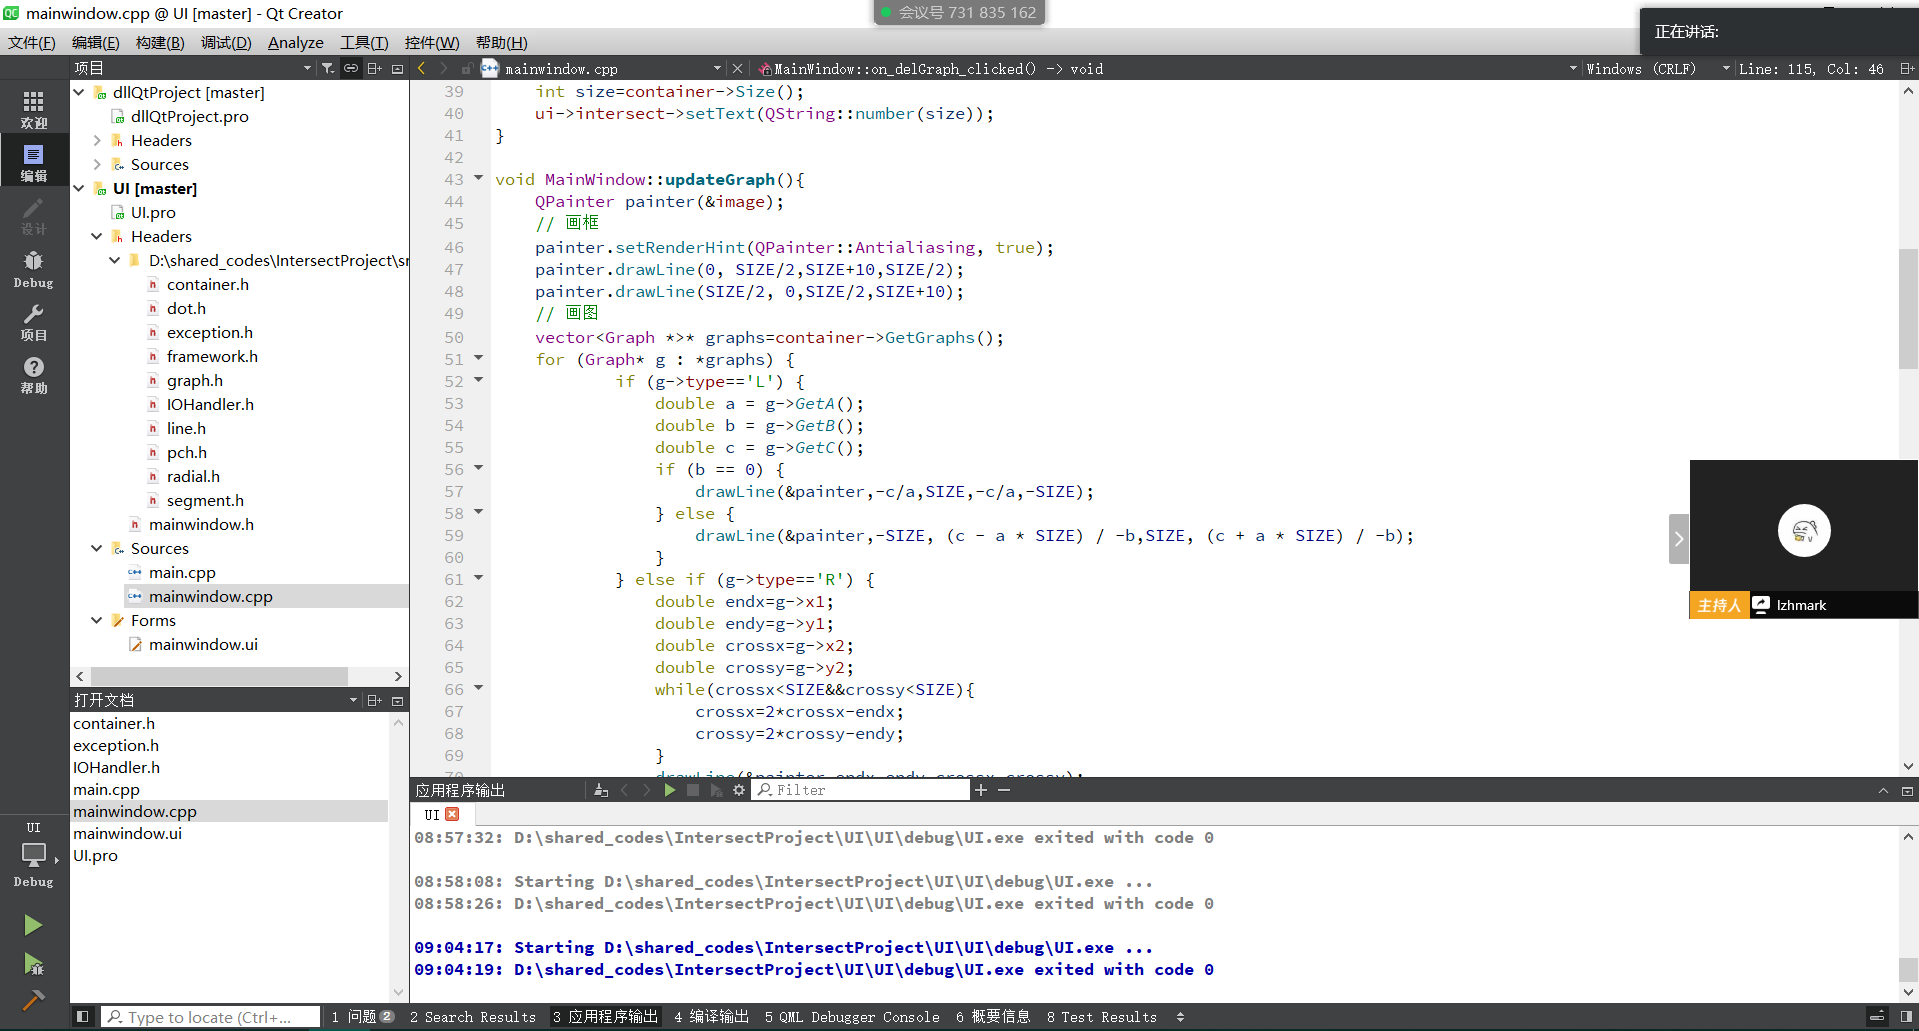 mainwindow.cpp @ UI [master] - Qt Creator
会议号 731 835 162
正在讲话:
文件(F) 编辑(E) 构建(B) 调试(D) Analyze 工具(T) 控件(W) 帮助(H)
项目
mainwindow.cpp
MainWindow::on_delGraph_clicked() -> void
Windows (CRLF)
Line: 115, Col: 46
欢迎
编辑
设计
Debug
项目
帮助
UI
Debug
dllQtProject [master]
dllQtProject.pro
Headers
Sources
UI [master]
UI.pro
Headers
D:\shared_codes\IntersectProject\sr
container.h
dot.h
exception.h
framework.h
graph.h
IOHandler.h
line.h
pch.h
radial.h
segment.h
mainwindow.h
Sources
main.cpp
mainwindow.cpp
Forms
mainwindow.ui
打开文档
container.h
exception.h
IOHandler.h
main.cpp
mainwindow.cpp
mainwindow.ui
UI.pro
39 int size=container->Size();
40 ui->intersect->setText(QString::number(size));
41 }
42
43 void MainWindow::updateGraph(){
44 QPainter painter(&image);
45 // 画框
46 painter.setRenderHint(QPainter::Antialiasing, true);
47 painter.drawLine(0, SIZE/2,SIZE+10,SIZE/2);
48 painter.drawLine(SIZE/2, 0,SIZE/2,SIZE+10);
49 // 画图
50 vector<Graph *>* graphs=container->GetGraphs();
51 for (Graph* g : *graphs) {
52 if (g->type=='L') {
53 double a = g->GetA();
54 double b = g->GetB();
55 double c = g->GetC();
56 if (b == 0) {
57 drawLine(&painter,-c/a,SIZE,-c/a,-SIZE);
58 } else {
59 drawLine(&painter,-SIZE, (c - a * SIZE) / -b,SIZE, (c + a * SIZE) / -b);
60 }
61 } else if (g->type=='R') {
62 double endx=g->x1;
63 double endy=g->y1;
64 double crossx=g->x2;
65 double crossy=g->y2;
66 while(crossx<SIZE&&crossy<SIZE){
67 crossx=2*crossx-endx;
68 crossy=2*crossy-endy;
69 }
70 drawLine(&painter,endx,endy,crossx,crossy);
主持人 lzhmark
应用程序输出
Filter
UI
08:57:32: D:\shared_codes\IntersectProject\UI\UI\debug\UI.exe exited with code 0
08:58:08: Starting D:\shared_codes\IntersectProject\UI\UI\debug\UI.exe ...
08:58:26: D:\shared_codes\IntersectProject\UI\UI\debug\UI.exe exited with code 0
09:04:17: Starting D:\shared_codes\IntersectProject\UI\UI\debug\UI.exe ...
09:04:19: D:\shared_codes\IntersectProject\UI\UI\debug\UI.exe exited with code 0
Type to locate (Ctrl+...
1 问题 2
2 Search Results
3 应用程序输出
4 编译输出
5 QML Debugger Console
6 概要信息
8 Test Results